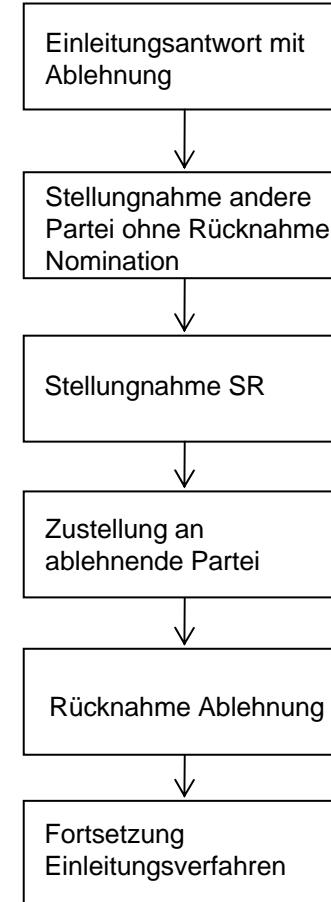 Einleitungsantwort mit
Ablehnung
Stellungnahme andere
Partei ohne Rücknahme
Nomination
Stellungnahme SR
Zustellung an
ablehnende Partei
Rücknahme Ablehnung
Fortsetzung
Einleitungsverfahren